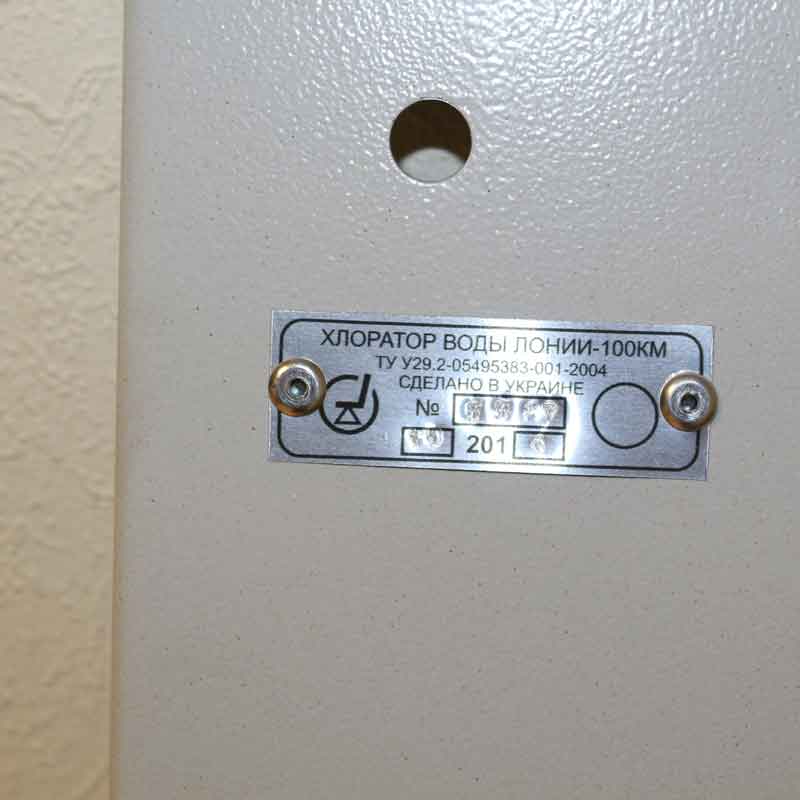 ХЛОРАТОР ВОДЫ ЛОНИИ-100КМ
ТУ У29.2-05495383-001-2004
СДЕЛАНО В УКРАИНЕ
№
201